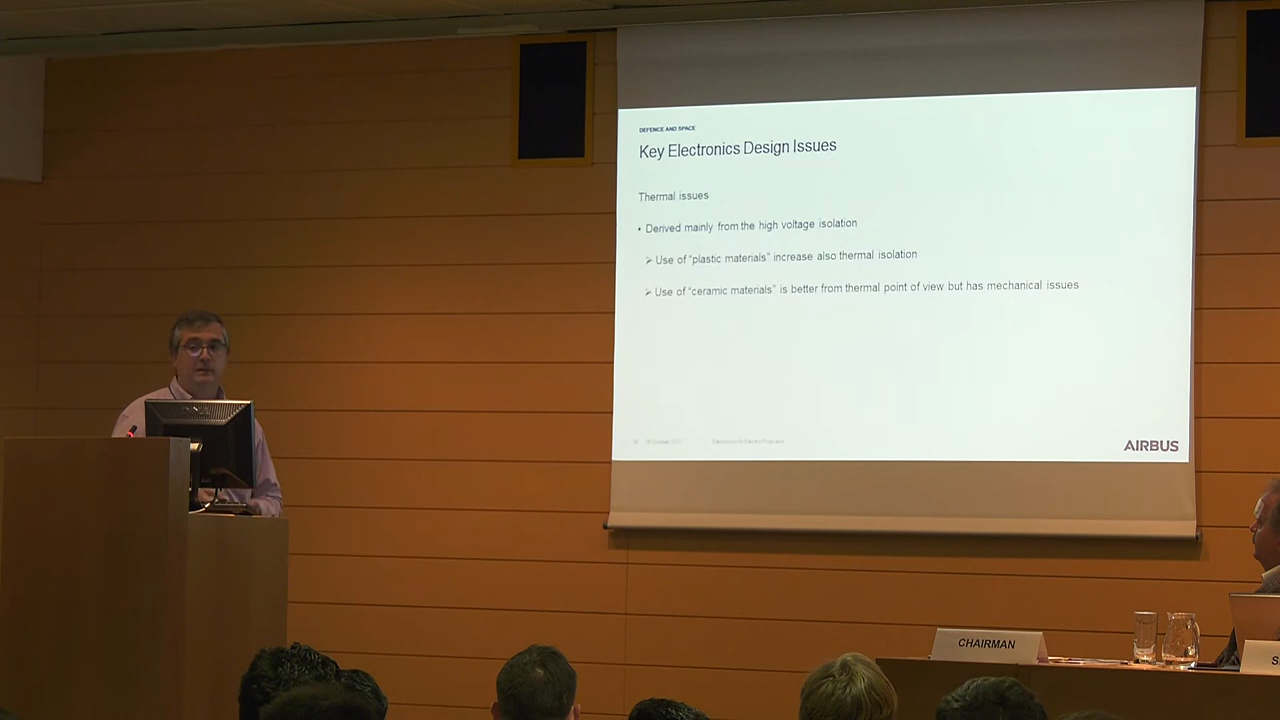 DEFENCE AND SPACE
Key Electronics Design Issues
Thermal issues
• Derived mainly from the high voltage isolation
➢ Use of "plastic materials" increase also thermal isolation
➢ Use of "ceramic materials" is better from thermal point of view but has mechanical issues
AIRBUS
CHAIRMAN
S